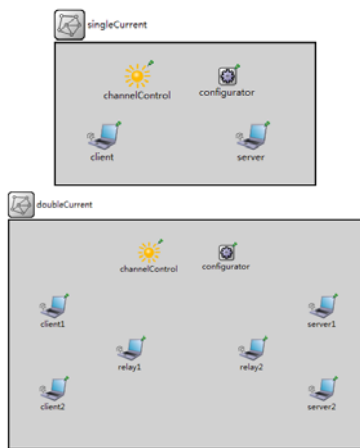 singleCurrent
channelControl
configurator
client
server
doubleCurrent
channelControl
configurator
client1
server1
relay1
relay2
client2
server2